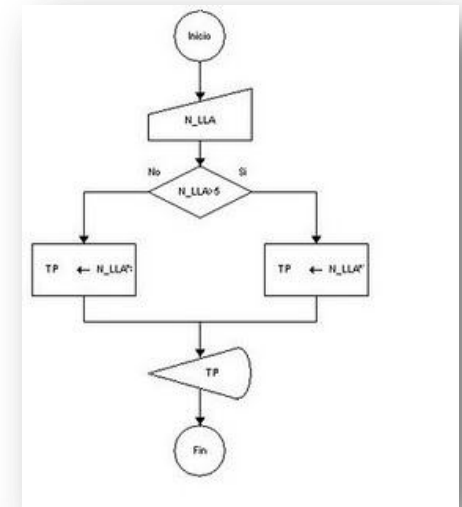 Inicio
N_LLA
No
Si
N_LLA>5
TP ← N_LLA*
TP ← N_LLA*
TP
Fin